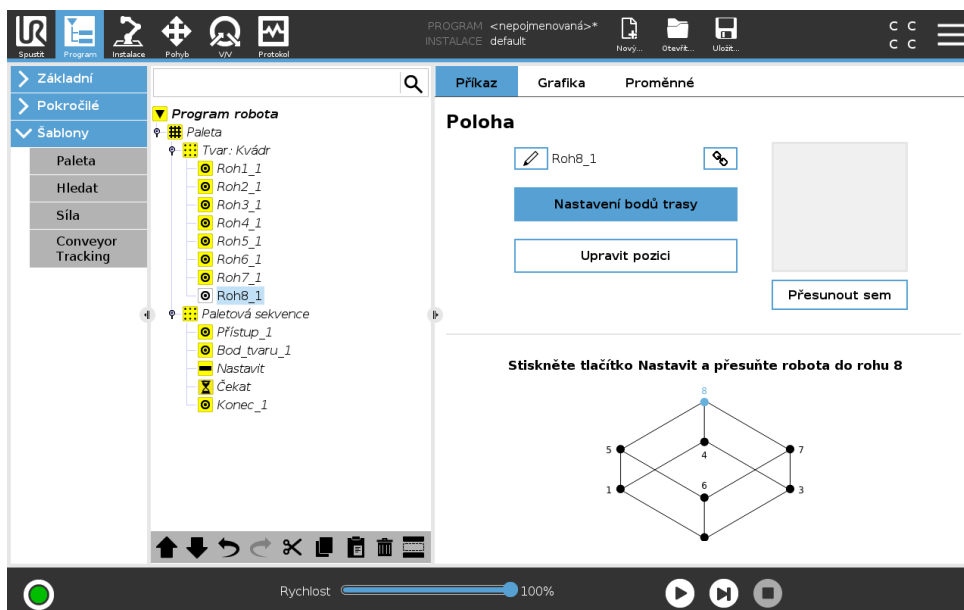 UR
Spustit
Program
Instalace
Pohyb
V/V
Protokol
PROGRAM <nepojmenovaná>*
INSTALACE default
Nový...
Otevřít...
Uložit...
C C
C C
Základní
Pokročilé
Šablony
Paleta
Hledat
Síla
Conveyor
Tracking
Program robota
Paleta
Tvar: Kvádr
Roh1_1
Roh2_1
Roh3_1
Roh4_1
Roh5_1
Roh6_1
Roh7_1
Roh8_1
Paletová sekvence
Přístup_1
Bod_tvaru_1
Nastavit
Čekat
Konec_1
Příkaz
Grafika
Proměnné
Poloha
Roh8_1
Nastavení bodů trasy
Upravit pozici
Přesunout sem
Stiskněte tlačítko Nastavit a přesuňte robota do rohu 8
8
5
4
7
1
6
3
Rychlost
100%